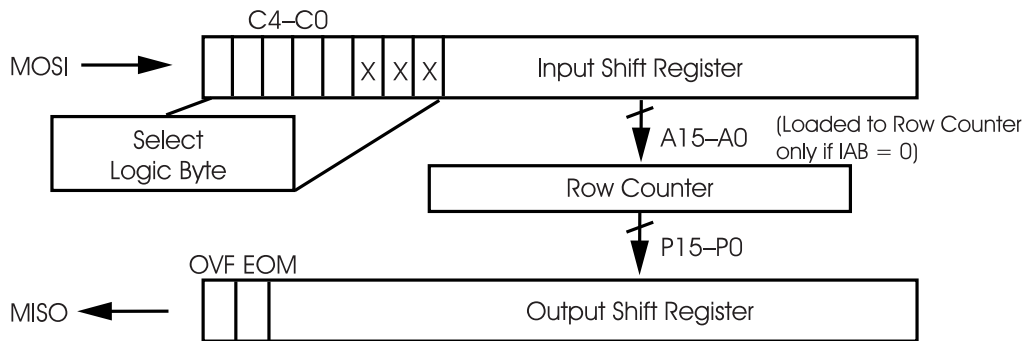 C4–C0
MOSI
X X X
Input Shift Register
Select
Logic Byte
A15–A0
(Loaded to Row Counter
only if IAB = 0)
Row Counter
P15–P0
OVF EOM
MISO
Output Shift Register